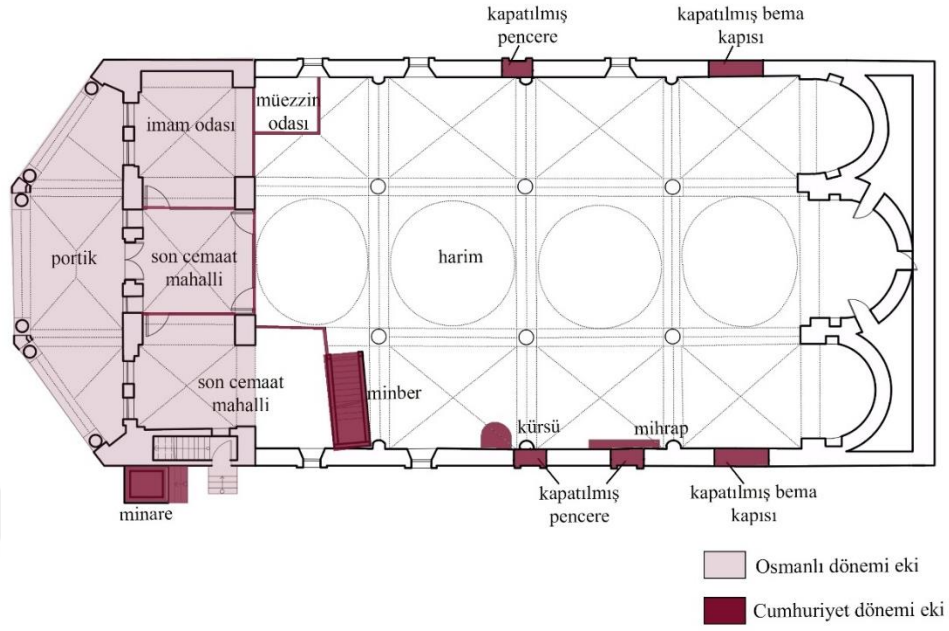 kapatılmış
pencere
kapatılmış bema
kapısı
müezzin
odası
imam odası
portik
son cemaat
mahalli
harim
son cemaat
mahalli
minber
kürsü
mihrap
kapatılmış
pencere
kapatılmış bema
kapısı
minare
Osmanlı dönemi eki
Cumhuriyet dönemi eki